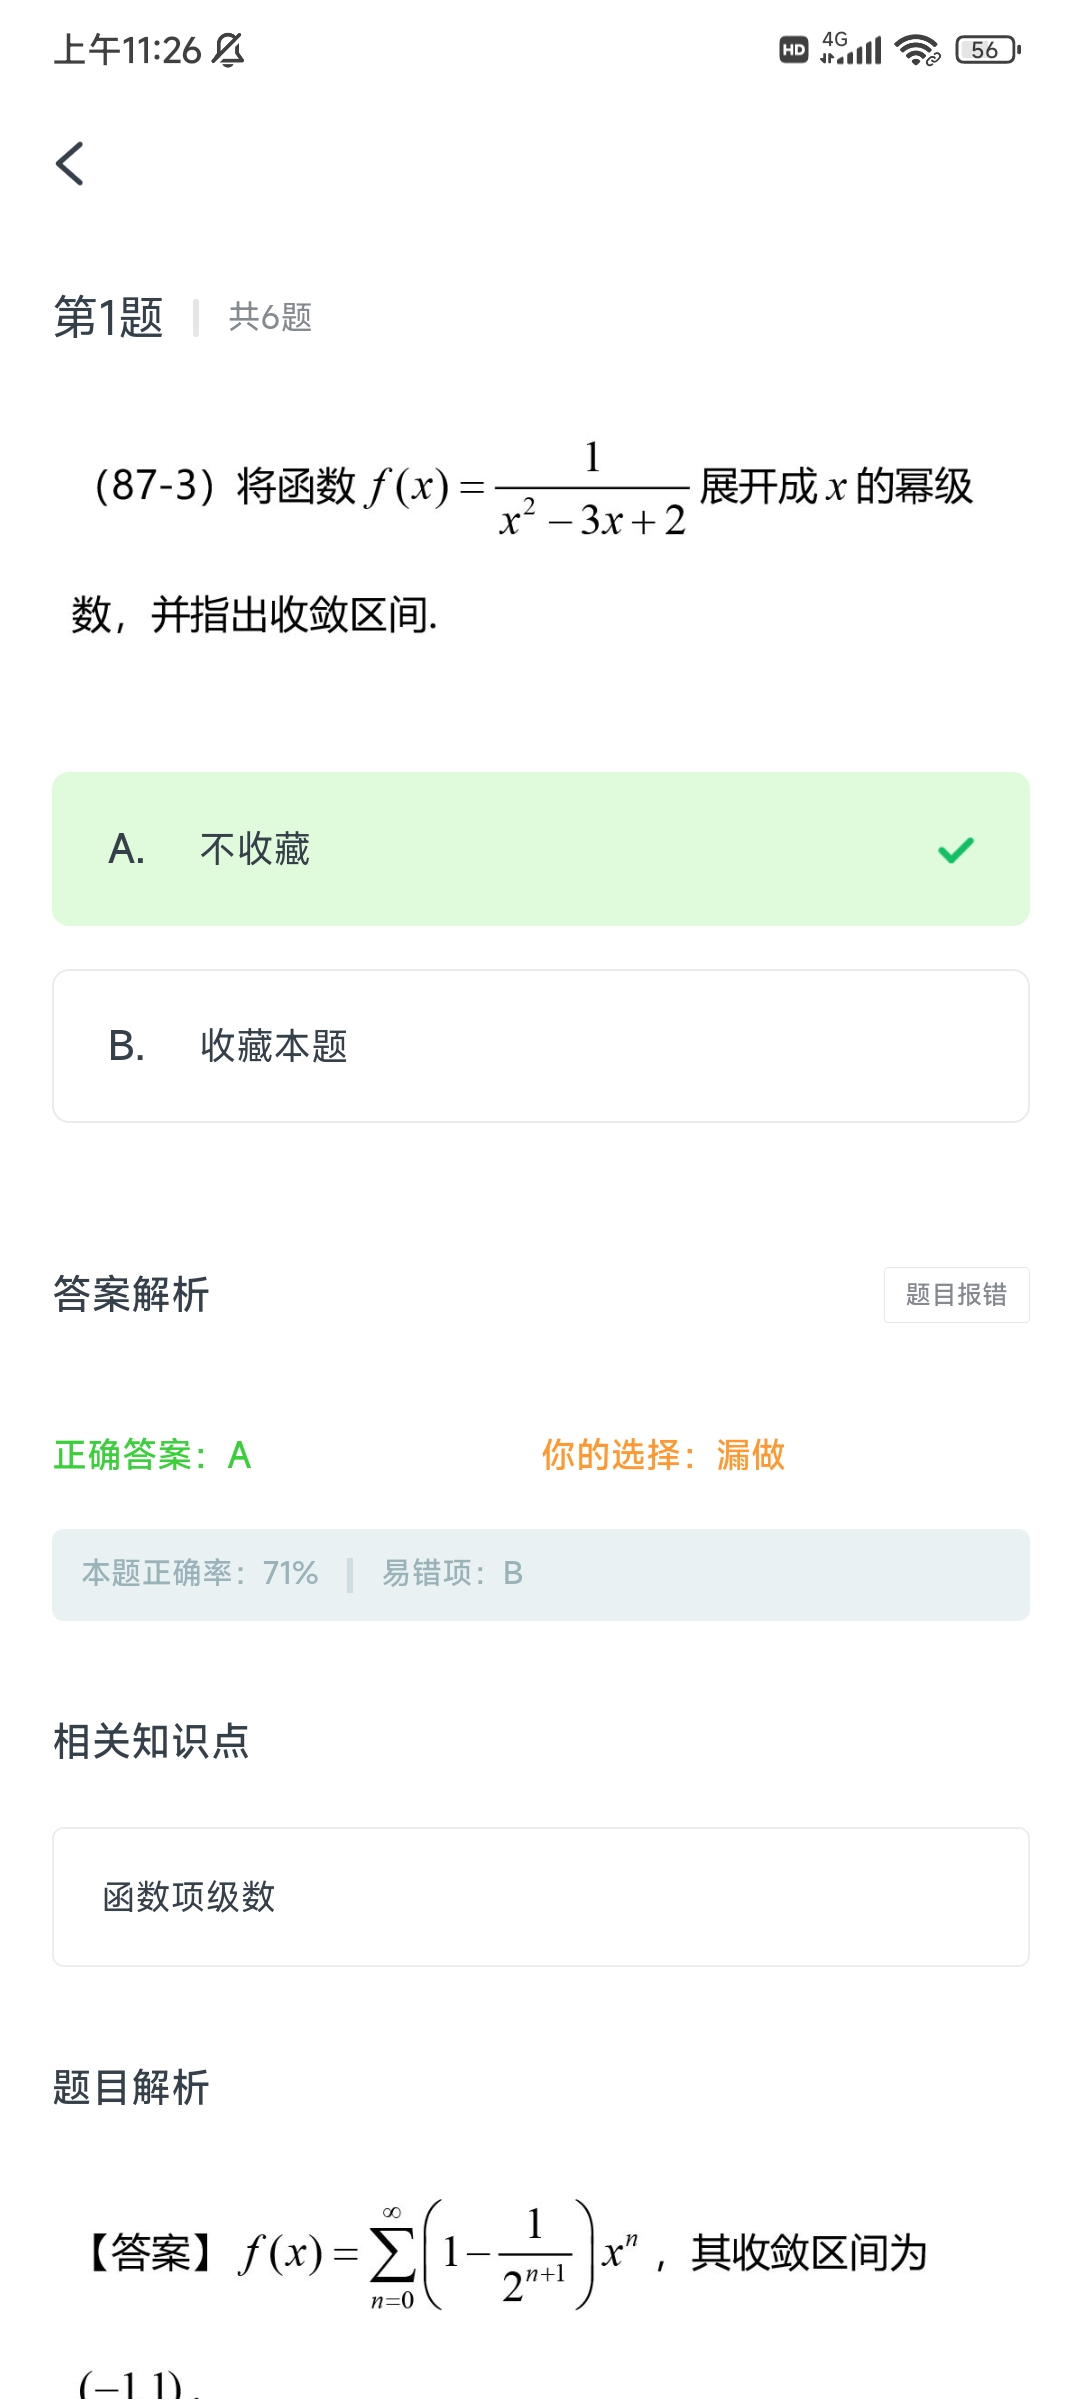 上午11:26 HD 4G 56
第1题 共6题
（87-3）将函数 f(x) = \frac{1}{x^2 - 3x + 2} 展开成 x 的幂级
数，并指出收敛区间.
A. 不收藏
B. 收藏本题
答案解析 题目报错
正确答案：A 你的选择：漏做
本题正确率：71% 易错项：B
相关知识点
函数项级数
题目解析
【答案】 f(x) = \sum_{n=0}^{\infty} \left(1 - \frac{1}{2^{n+1}}\right) x^n ，其收敛区间为
(-1,1).